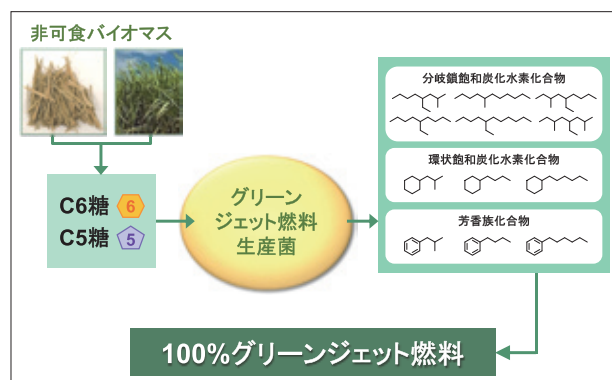 非可食バイオマス
C6糖 6
C5糖 5
グリーン
ジェット燃料
生産菌
分岐鎖飽和炭化水素化合物
環状飽和炭化水素化合物
芳香族化合物
100%グリーンジェット燃料